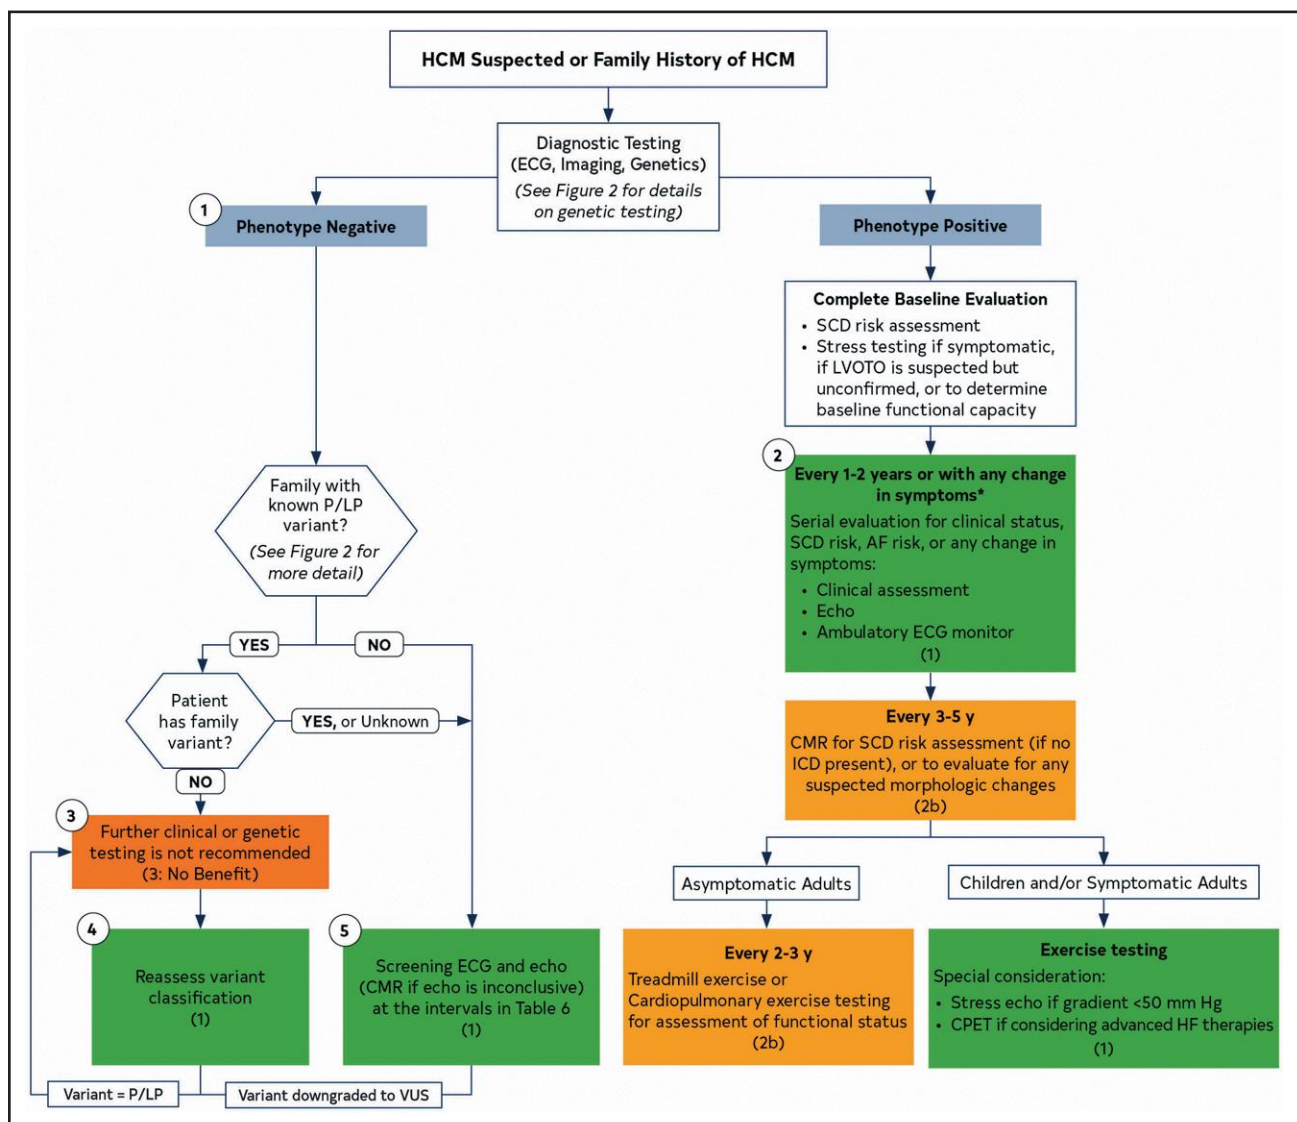 HCM Suspected or Family History of HCM
Diagnostic Testing
(ECG, Imaging, Genetics)
(See Figure 2 for details
on genetic testing)
1
Phenotype Negative
Phenotype Positive
Complete Baseline Evaluation
• SCD risk assessment
• Stress testing if symptomatic,
if LVOTO is suspected but
unconfirmed, or to determine
baseline functional capacity
2
Every 1-2 years or with any change
in symptoms*
Serial evaluation for clinical status,
SCD risk, AF risk, or any change in
symptoms:
• Clinical assessment
• Echo
• Ambulatory ECG monitor
(1)
Family with
known P/LP
variant?
(See Figure 2 for
more detail)
YES
NO
Patient
has family
variant?
YES, or Unknown
NO
Every 3-5 y
CMR for SCD risk assessment (if no
ICD present), or to evaluate for any
suspected morphologic changes
(2b)
3
Further clinical or genetic
testing is not recommended
(3: No Benefit)
Asymptomatic Adults
Children and/or Symptomatic Adults
4
Reassess variant
classification
(1)
5
Screening ECG and echo
(CMR if echo is inconclusive)
at the intervals in Table 6
(1)
Every 2-3 y
Treadmill exercise or
Cardiopulmonary exercise testing
for assessment of functional status
(2b)
Exercise testing
Special consideration:
• Stress echo if gradient <50 mm Hg
• CPET if considering advanced HF therapies
(1)
Variant = P/LP
Variant downgraded to VUS